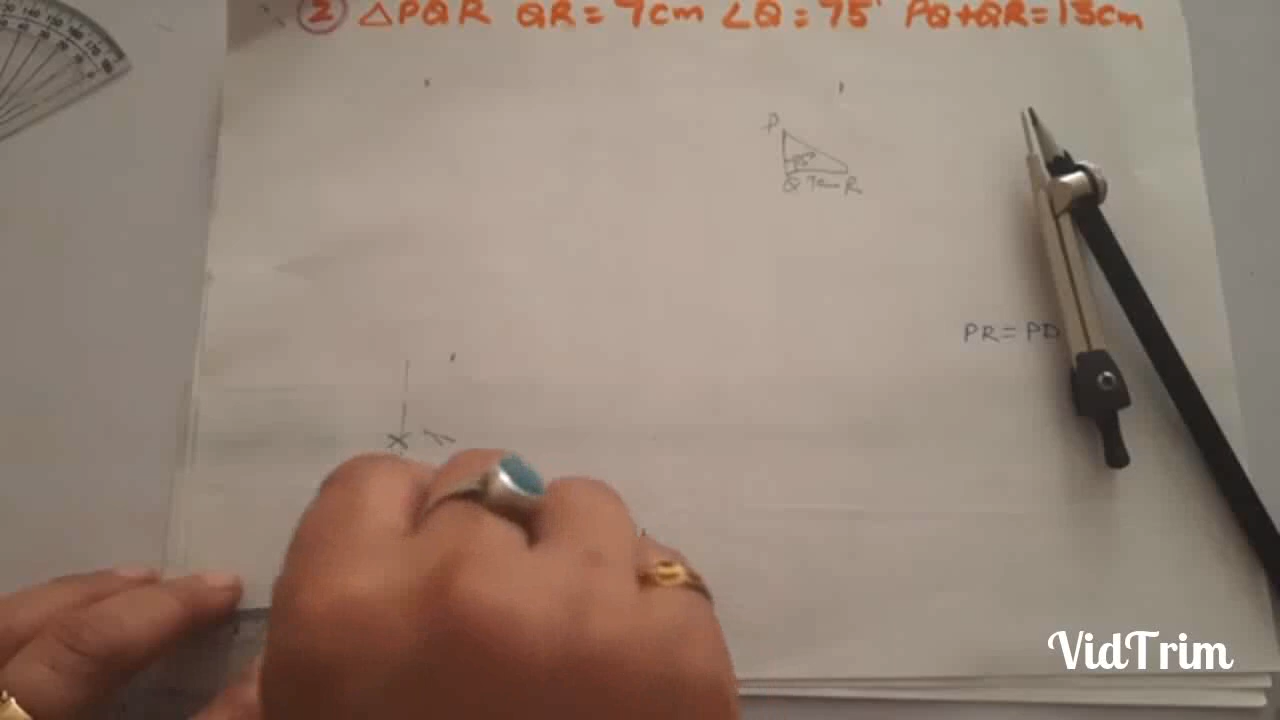 ② △PQR QR = 7cm ∠Q = 75° PQ+QR = 13cm
P
75°
Q 7cm R
PR = PD
VidTrim